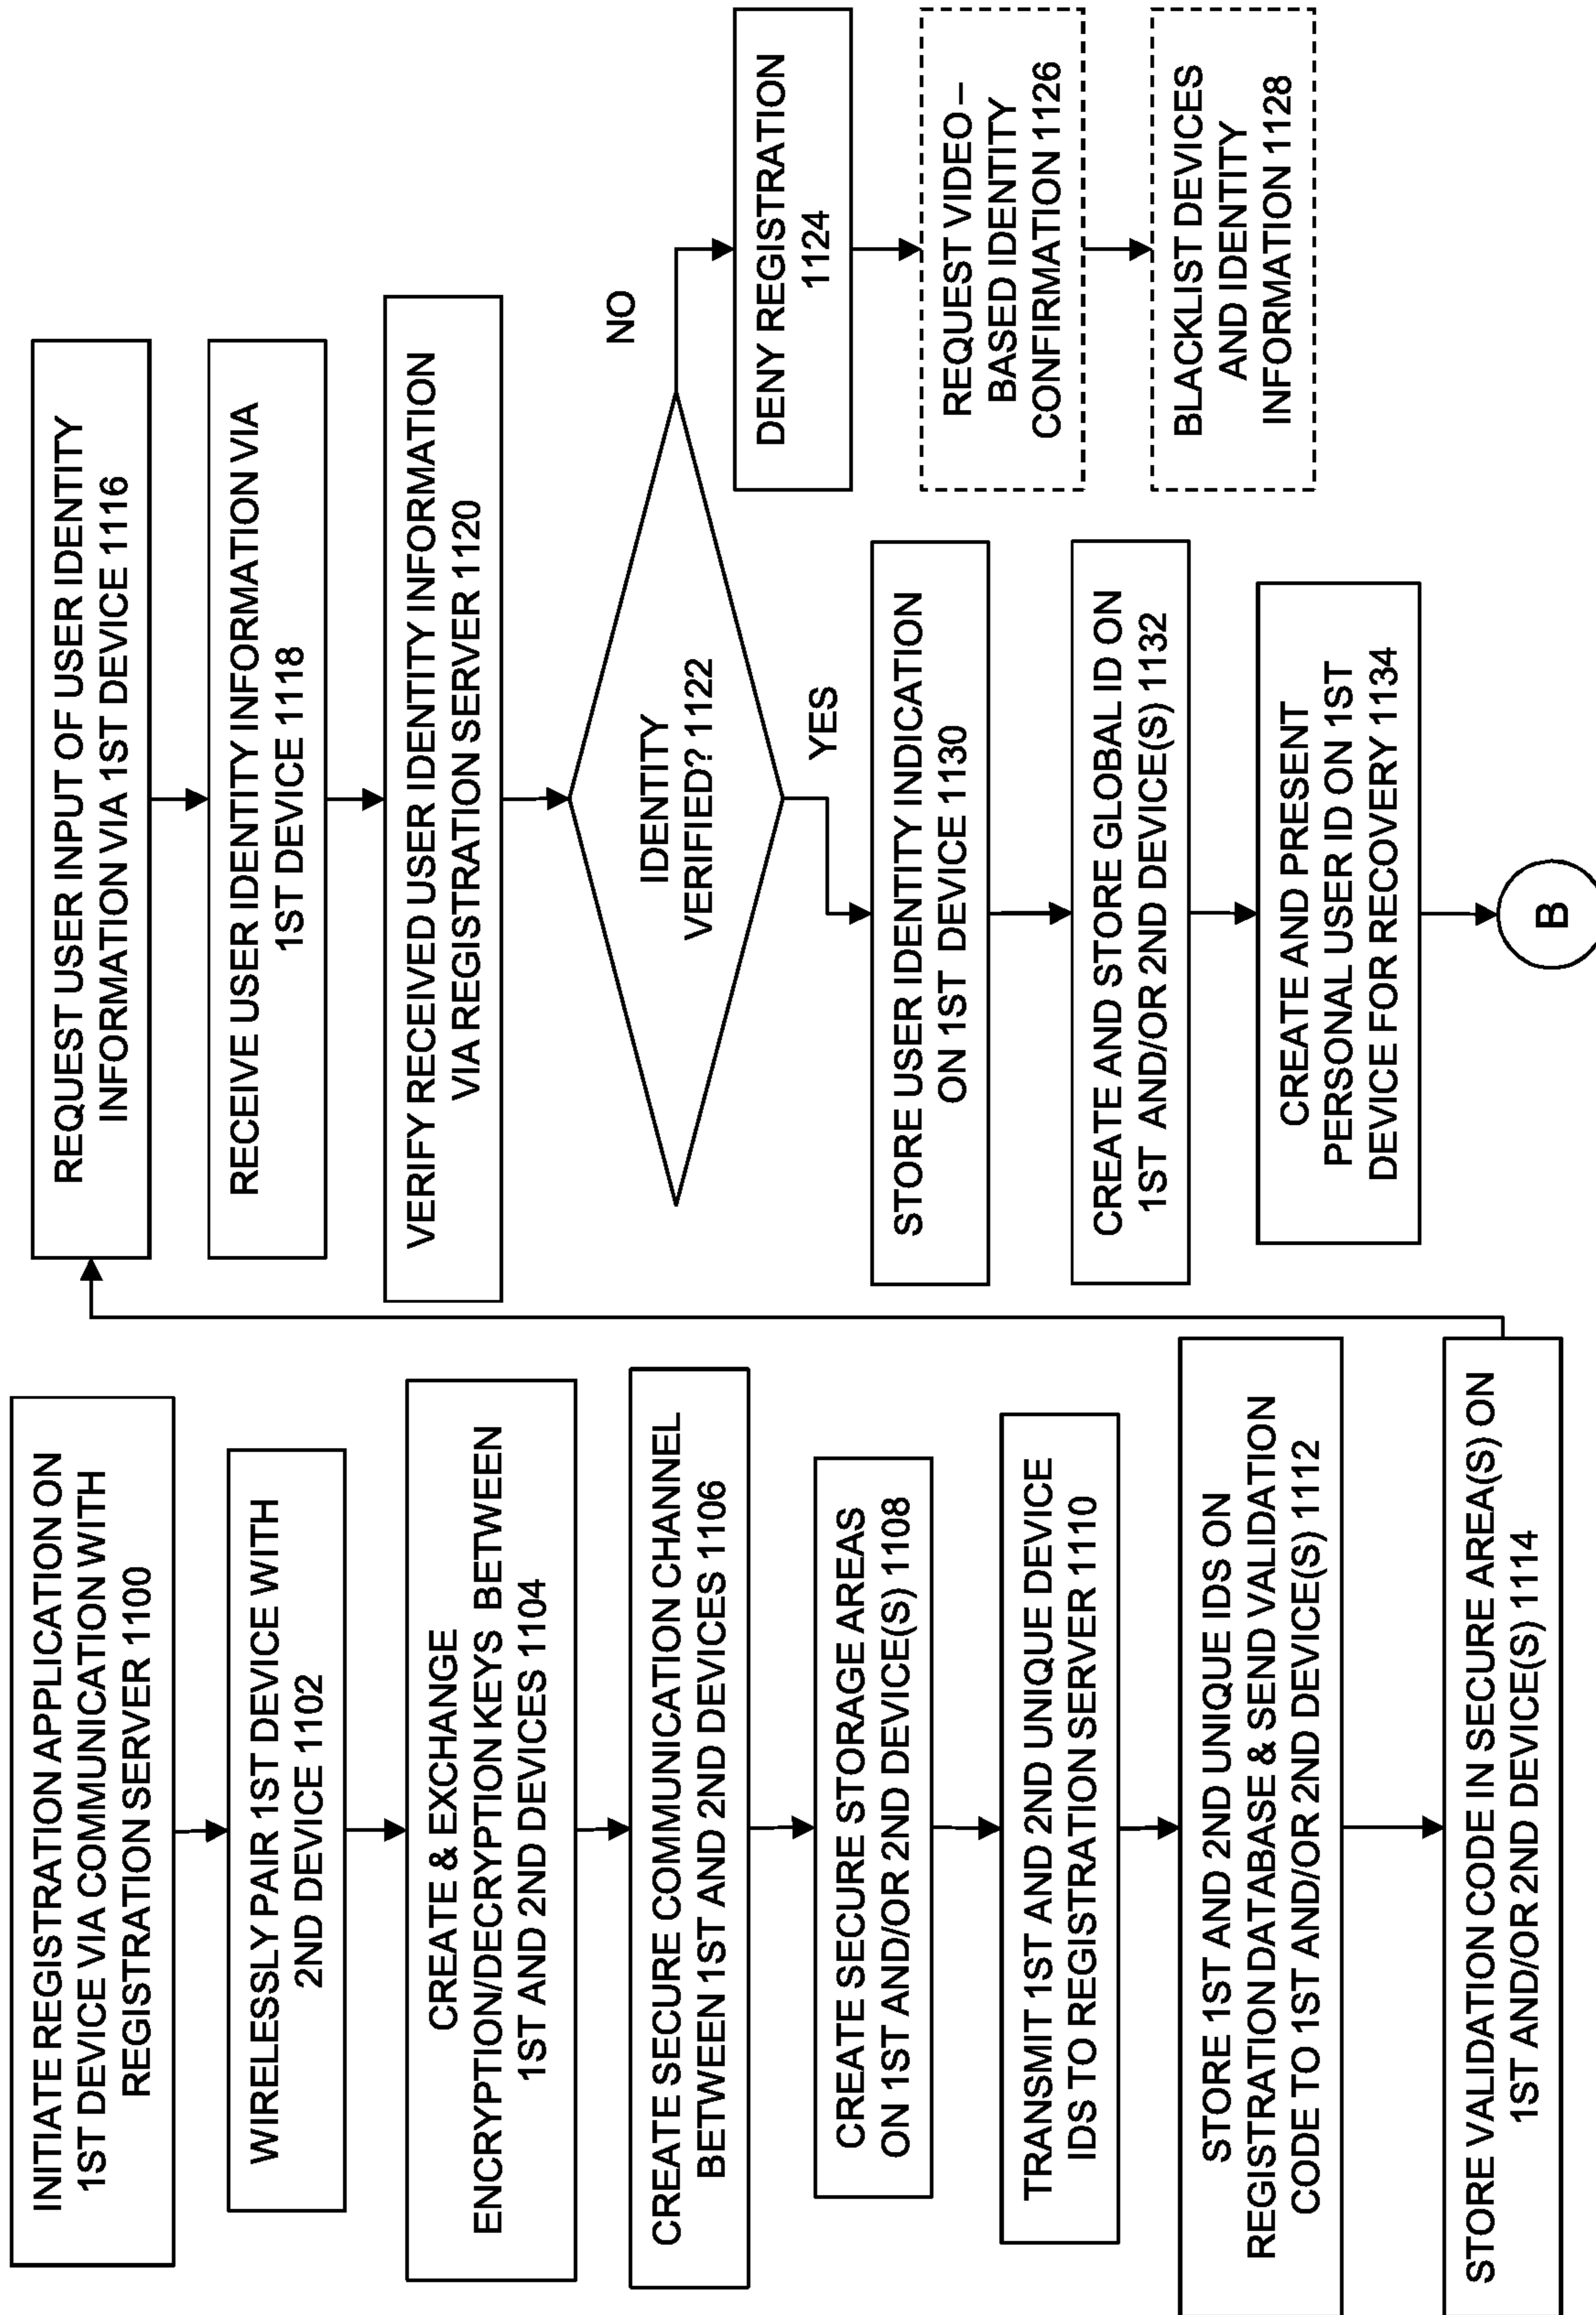 INITIATE REGISTRATION APPLICATION ON
1ST DEVICE VIA COMMUNICATION WITH
REGISTRATION SERVER 1100
WIRELESSLY PAIR 1ST DEVICE WITH
2ND DEVICE 1102
CREATE & EXCHANGE
ENCRYPTION/DECRYPTION KEYS BETWEEN
1ST AND 2ND DEVICES 1104
CREATE SECURE COMMUNICATION CHANNEL
BETWEEN 1ST AND 2ND DEVICES 1106
CREATE SECURE STORAGE AREAS
ON 1ST AND/OR 2ND DEVICE(S) 1108
TRANSMIT 1ST AND 2ND UNIQUE DEVICE
IDS TO REGISTRATION SERVER 1110
STORE 1ST AND 2ND UNIQUE IDS ON
REGISTRATION DATABASE & SEND VALIDATION
CODE TO 1ST AND/OR 2ND DEVICE(S) 1112
STORE VALIDATION CODE IN SECURE AREA(S) ON
1ST AND/OR 2ND DEVICE(S) 1114
REQUEST USER INPUT OF USER IDENTITY
INFORMATION VIA 1ST DEVICE 1116
RECEIVE USER IDENTITY INFORMATION VIA
1ST DEVICE 1118
VERIFY RECEIVED USER IDENTITY INFORMATION
VIA REGISTRATION SERVER 1120
IDENTITY
VERIFIED? 1122
NO
DENY REGISTRATION
1124
REQUEST VIDEO –
BASED IDENTITY
CONFIRMATION 1126
BLACKLIST DEVICES
AND IDENTITY
INFORMATION 1128
YES
STORE USER IDENTITY INDICATION
ON 1ST DEVICE 1130
CREATE AND STORE GLOBAL ID ON
1ST AND/OR 2ND DEVICE(S) 1132
CREATE AND PRESENT
PERSONAL USER ID ON 1ST
DEVICE FOR RECOVERY 1134
B